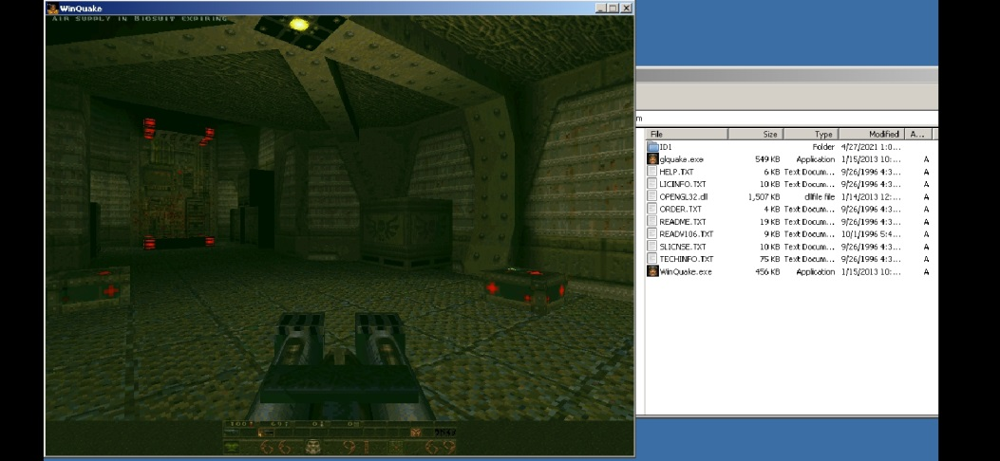 WinQuake
AIR SUPPLY IN BIOSUIT EXPIRING
m
File Size Type Modified A...
ID1 Folder 4/27/2021 1:0...
glquake.exe 549 KB Application 1/15/2013 10:... A
HELP.TXT 6 KB Text Docum... 9/26/1996 4:3... A
LICINFO.TXT 10 KB Text Docum... 9/26/1996 4:3... A
OPENGL32.dll 1,507 KB dllfile file 1/14/2013 12:... A
ORDER.TXT 4 KB Text Docum... 9/26/1996 4:3... A
README.TXT 19 KB Text Docum... 9/26/1996 4:3... A
READV106.TXT 9 KB Text Docum... 10/1/1996 5:4... A
SLICNSE.TXT 10 KB Text Docum... 9/26/1996 4:3... A
TECHINFO.TXT 75 KB Text Docum... 9/26/1996 4:3... A
WinQuake.exe 456 KB Application 1/15/2013 10:... A